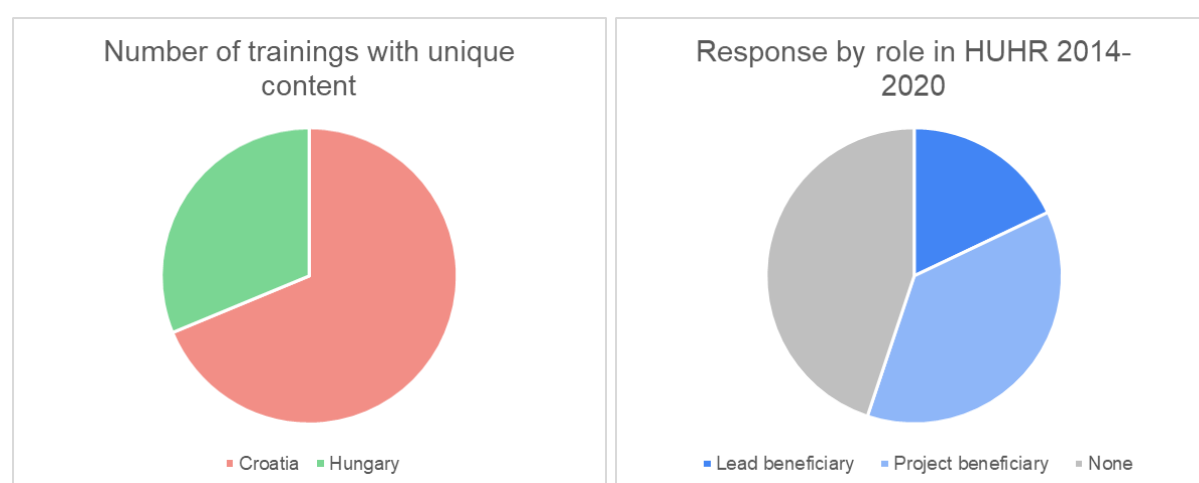 Number of trainings with unique
content
Croatia
Hungary
Response by role in HUHR 2014-
2020
Lead beneficiary
Project beneficiary
None